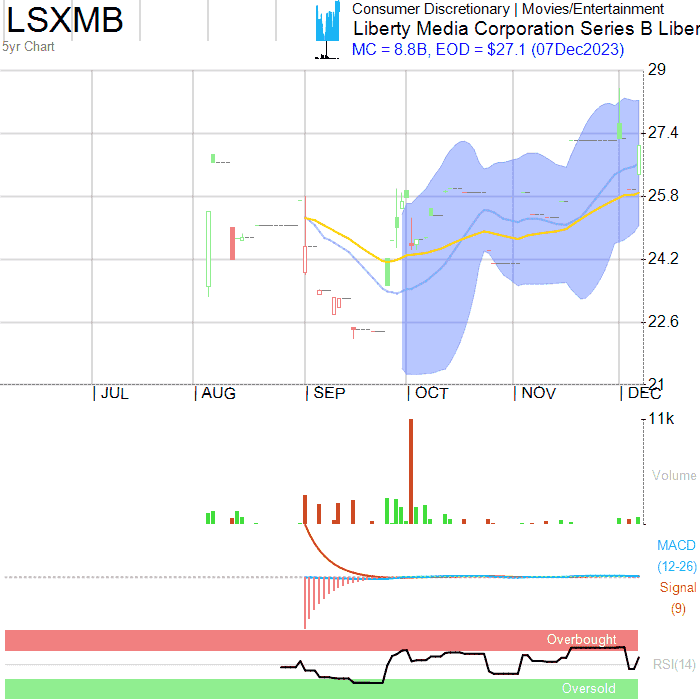 LSXMB
5yr Chart
Consumer Discretionary | Movies/Entertainment
Liberty Media Corporation Series B Liber
MC = 8.8B, EOD = $27.1 (07Dec2023)
29
27.4
25.8
24.2
22.6
21
JUL AUG SEP OCT NOV DEC
11k
Volume
MACD
(12-26)
Signal
(9)
Overbought
RSI(14)
Oversold